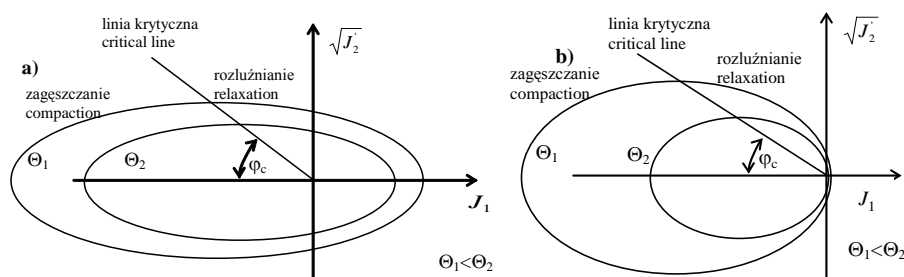 a)
linia krytyczna
critical line
√J'₂
rozluźnianie
relaxation
zagęszczanie
compaction
Θ₁
Θ₂
φc
J₁
Θ₁<Θ₂
b)
linia krytyczna
critical line
√J'₂
rozluźnianie
relaxation
zagęszczanie
compaction
Θ₁
Θ₂
φc
J₁
Θ₁<Θ₂